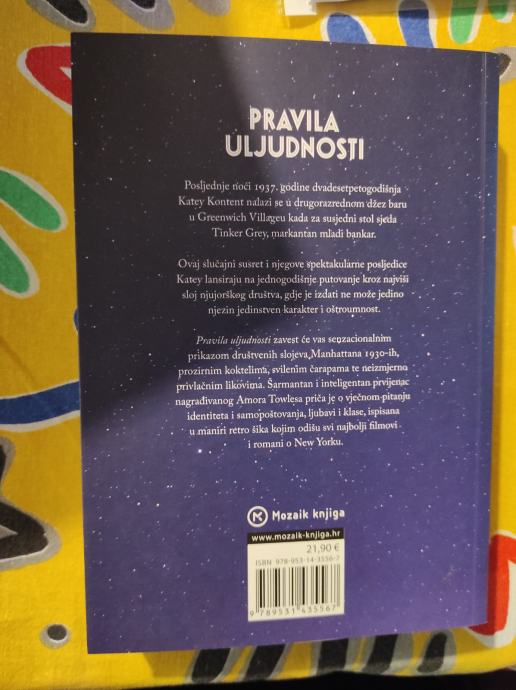 PRAVILA
ULJUDNOSTI
Posljednje noći 1937. godine dvadesetpetogodišnja
Katey Kontent nalazi se u drugorazrednom džez baru
u Greenwich Villageu kada za susjedni stol sjeda
Tinker Grey, markantan mladi bankar.
Ovaj slučajni susret i njegove spektakularne posljedice
Katey lansiraju na jednogodišnje putovanje kroz najviši
sloj njujorškog društva, gdje je izdati ne može jedino
njezin jedinstven karakter i oštroumnost.
Pravila uljudnosti zavest će vas senzacionalnim
prikazom društvenih slojeva Manhattana 1930-ih,
prozirnim koktelima, svilenim čarapama te neizmjerno
privlačnim likovima. Šarmantan i inteligentan prvijenac
nagrađivanog Amora Towlesa priča je o vječnom pitanju
identiteta i samopoštovanja, ljubavi i klase, ispisana
u maniri retro šika kojim odišu svi najbolji filmovi
i romani o New Yorku.
Mozaik knjiga
www.mozaik-knjiga.hr
21,90 €
ISBN 978-953-14-3556-7
9 789531 435567